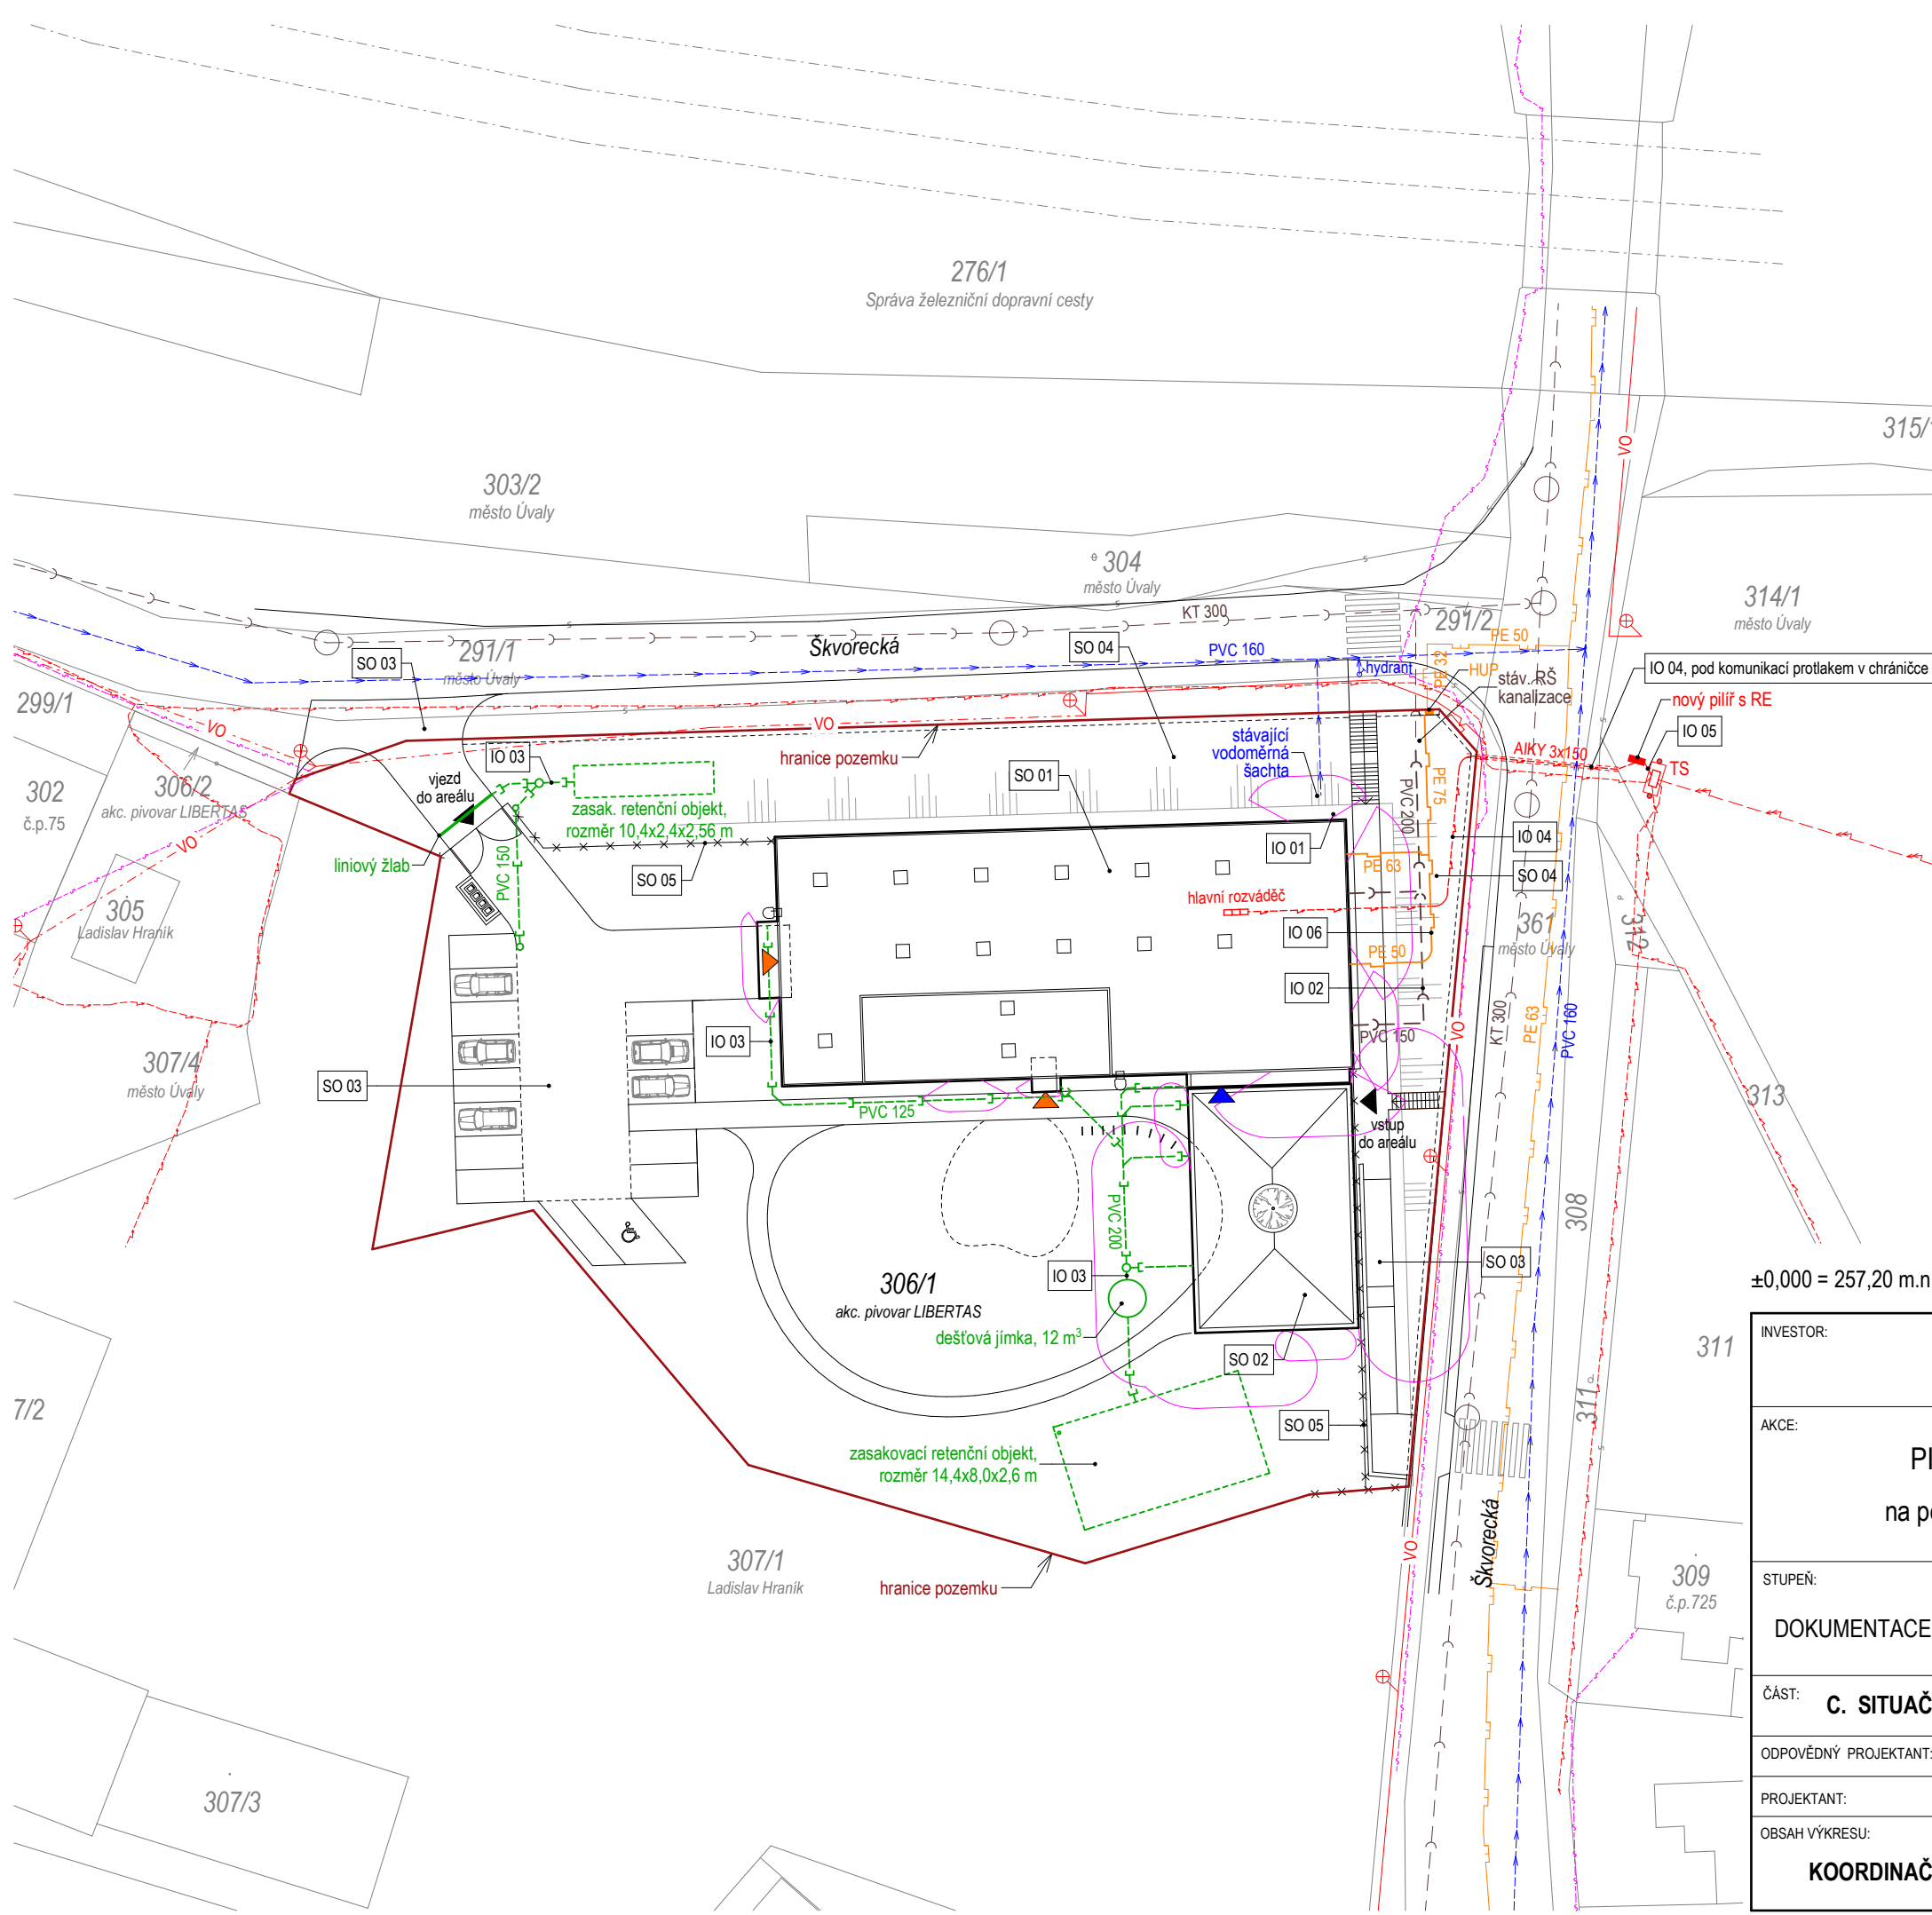 276/1
Správa železniční dopravní cesty
315/1
303/2
město Úvaly
304
město Úvaly
314/1
město Úvaly
KT 300
291/2
PE 50
Škvorecká
SO 04
PVC 160
hydrant
PE 32
HUP
stáv. RŠ
kanalizace
IO 04, pod komunikací protlakem v chráničce
nový pilíř s RE
IO 05
TS
AlKY 3x150
SO 03
291/1
město Úvaly
299/1
VO
VO
VO
hranice pozemku
stávající
vodoměrná
šachta
IO 03
vjezd
do areálu
SO 01
302
č.p.75
306/2
akc. pivovar LIBERTAS
VO
zasak. retenční objekt,
rozměr 10,4x2,4x2,56 m
PVC 200
PE 75
IO 04
IO 01
PE 63
SO 04
liniový žlab
PVC 150
SO 05
hlavní rozváděč
305
Ladislav Hraník
IO 06
361
město Úvaly
312
PE 50
IO 02
PVC 150
KT 300
PE 63
PVC 160
VO
IO 03
307/4
město Úvaly
SO 03
PVC 125
313
vstup
do areálu
PVC 200
308
306/1
akc. pivovar LIBERTAS
IO 03
SO 03
dešťová jímka, 12 m³
SO 02
±0,000 = 257,20 m.n
311
311
7/2
SO 05
zasakovací retenční objekt,
rozměr 14,4x8,0x2,6 m
307/1
Ladislav Hraník
hranice pozemku
VO
Škvorecká
309
č.p.725
307/3
INVESTOR:
AKCE:
na p
STUPEŇ:
DOKUMENTACE
ČÁST:
C. SITUAČ
ODPOVĚDNÝ PROJEKTANT:
PROJEKTANT:
OBSAH VÝKRESU:
KOORDINAČ